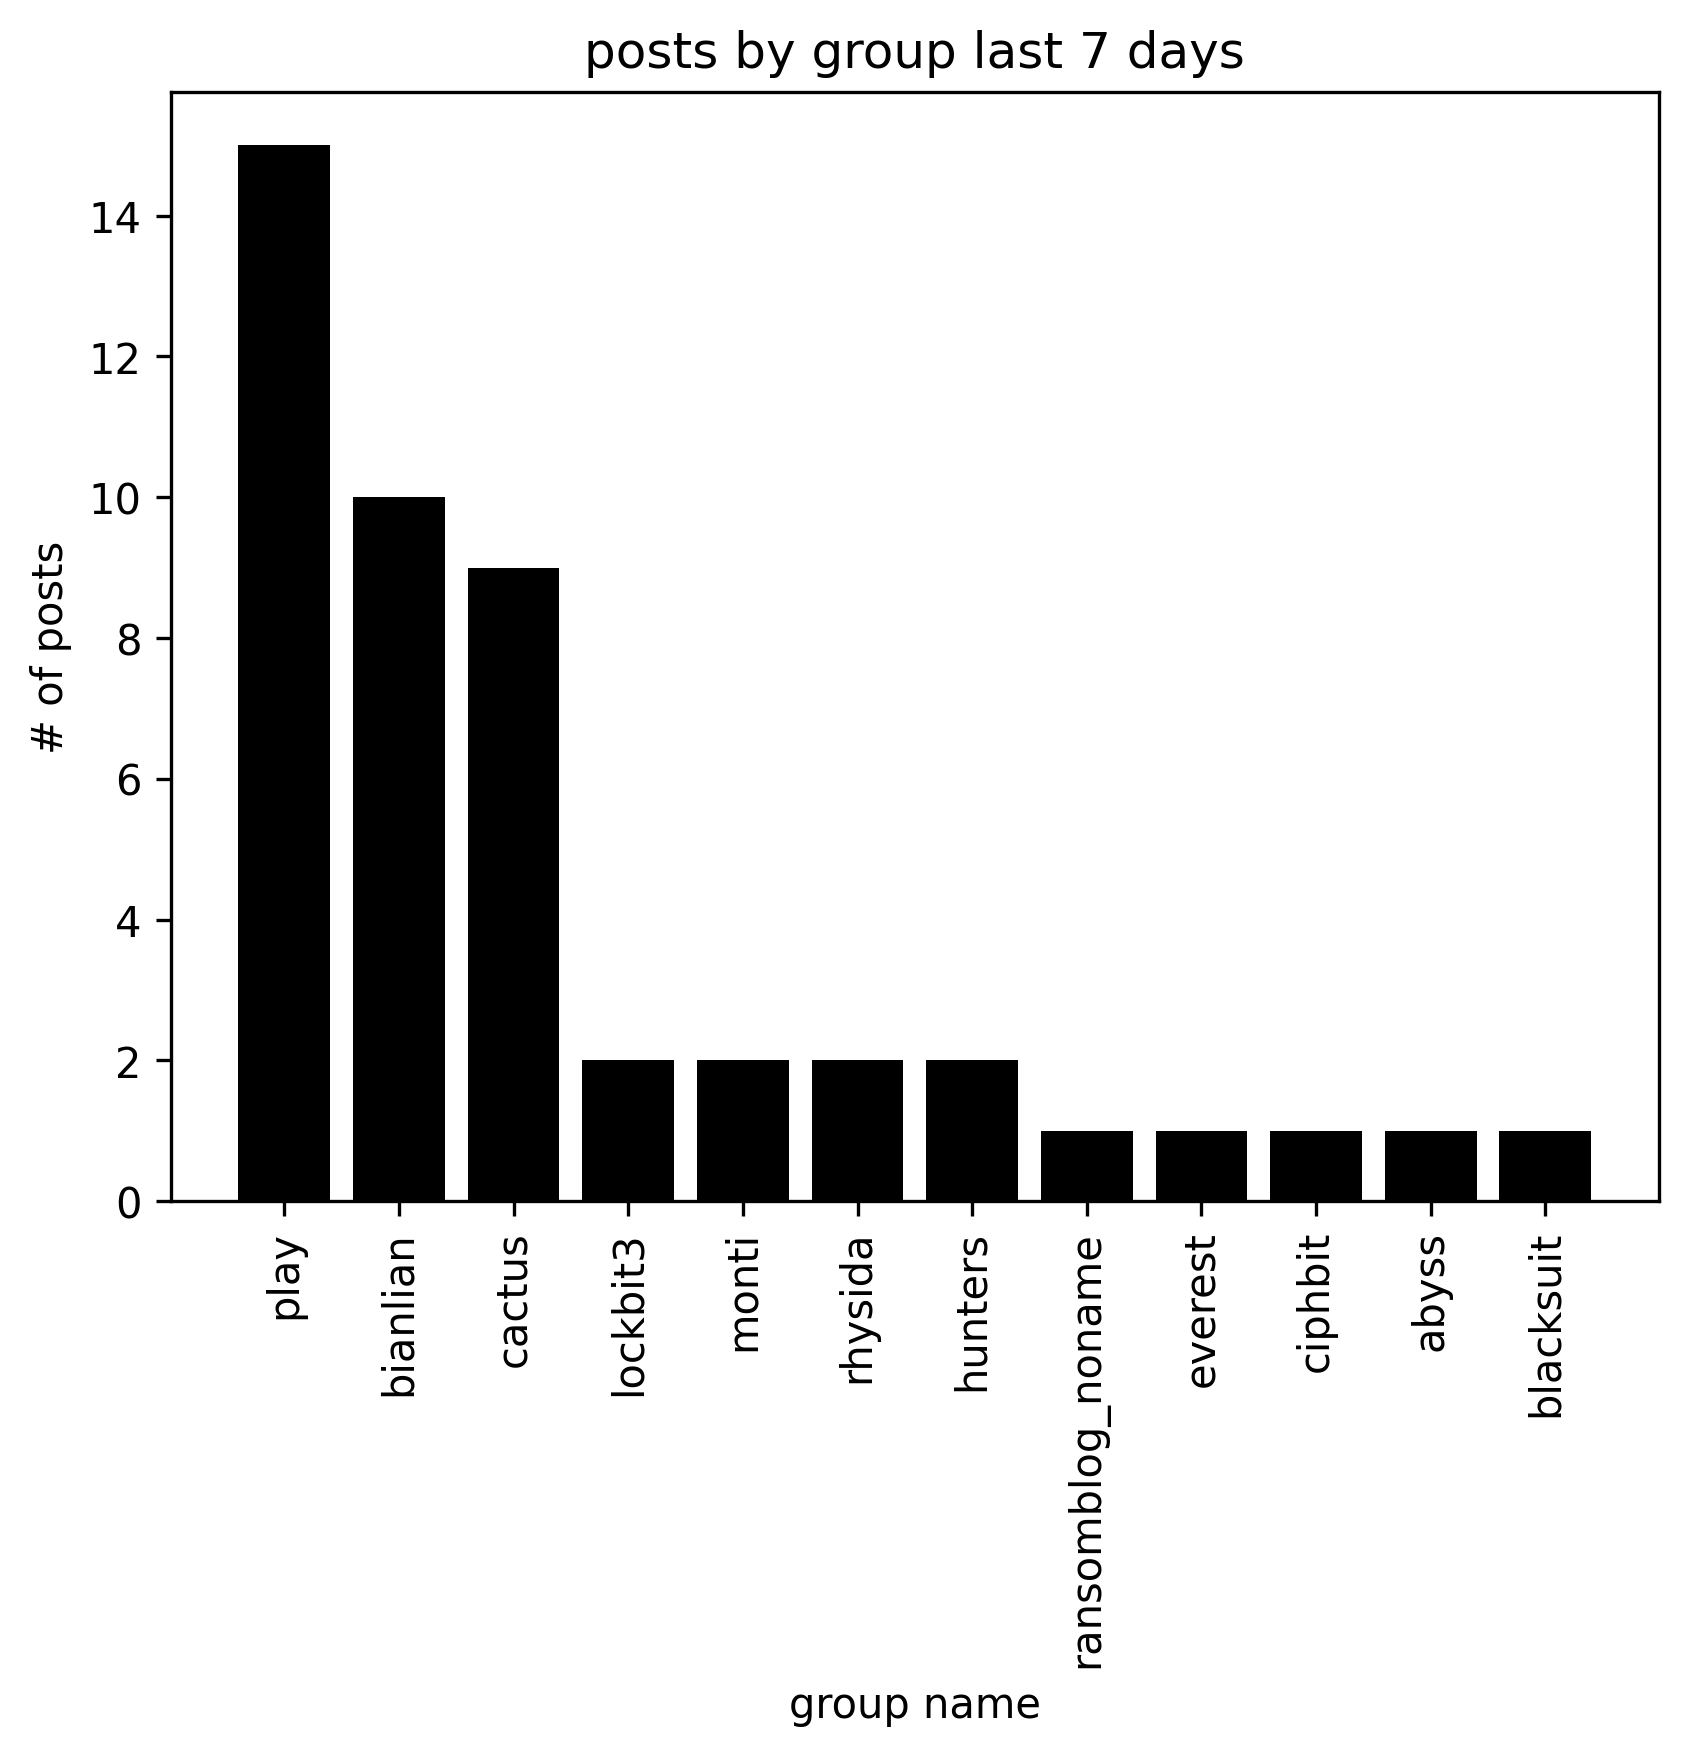 posts by group last 7 days
# of posts
14
12
10
8
6
4
2
0
play
bianlian
cactus
lockbit3
monti
rhysida
hunters
ransomblog_noname
everest
ciphbit
abyss
blacksuit
group name